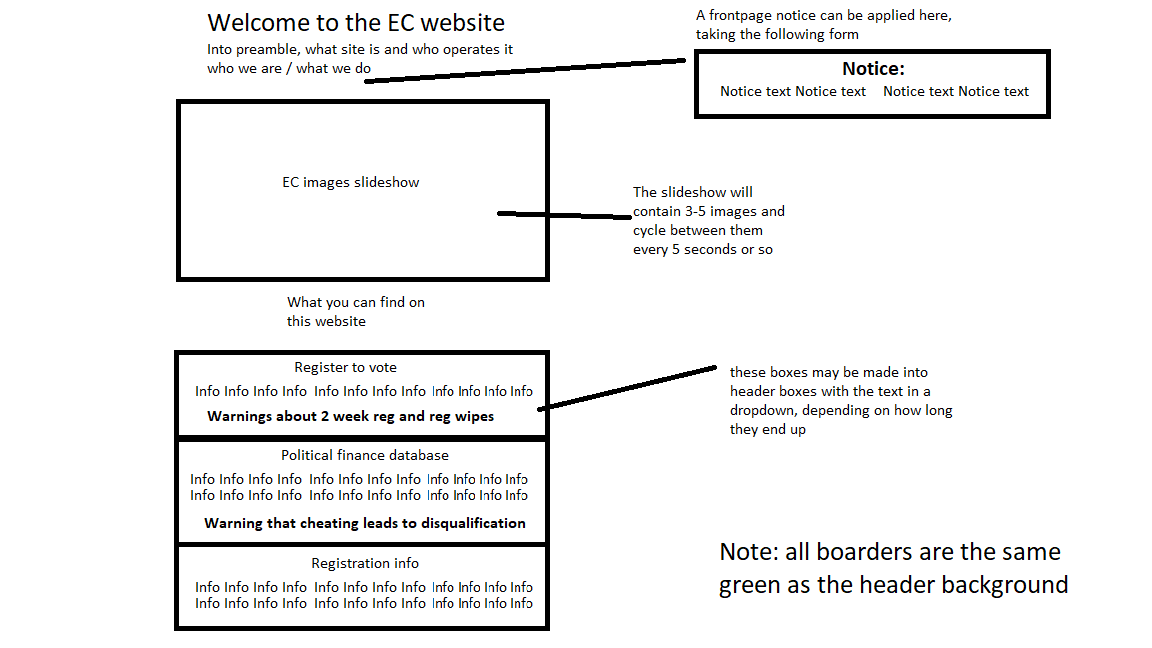 Welcome to the EC website
Into preamble, what site is and who operates it
who we are / what we do
A frontpage notice can be applied here,
taking the following form
Notice:
Notice text Notice text Notice text Notice text
EC images slideshow
The slideshow will
contain 3-5 images and
cycle between them
every 5 seconds or so
What you can find on
this website
Register to vote
Info Info Info Info Info Info Info Info Info Info Info Info
Warnings about 2 week reg and reg wipes
these boxes may be made into
header boxes with the text in a
dropdown, depending on how long
they end up
Political finance database
Info Info Info Info Info Info Info Info Info Info Info Info
Info Info Info Info Info Info Info Info Info Info Info Info
Warning that cheating leads to disqualification
Registration info
Info Info Info Info Info Info Info Info Info Info Info Info
Info Info Info Info Info Info Info Info Info Info Info Info
Note: all boarders are the same
green as the header background